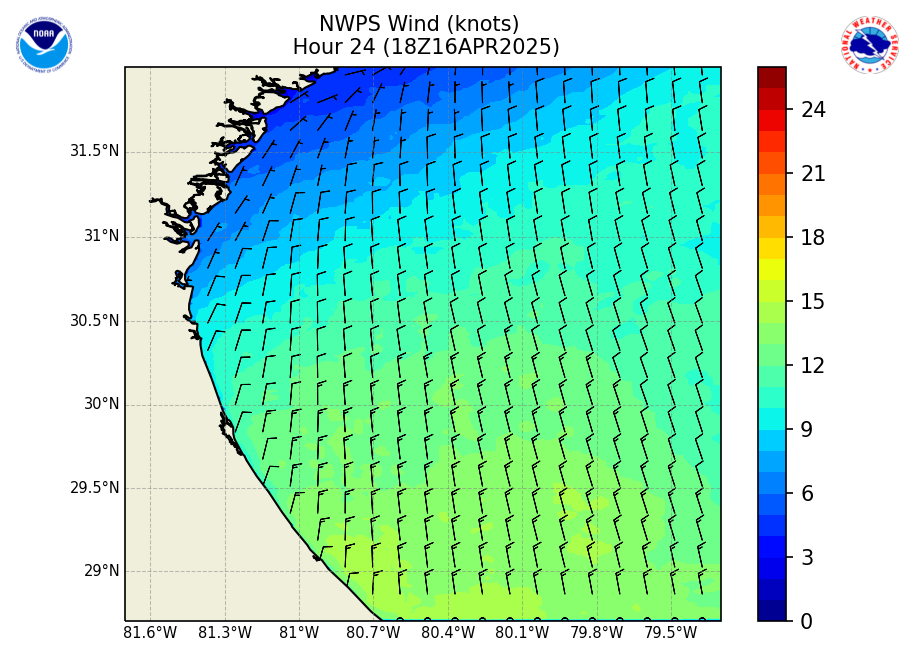 NWPS Wind (knots)
Hour 24 (18Z16APR2025)
NOAA
NATIONAL WEATHER SERVICE
31.5°N
31°N
30.5°N
30°N
29.5°N
29°N
81.6°W 81.3°W 81°W 80.7°W 80.4°W 80.1°W 79.8°W 79.5°W
24
21
18
15
12
9
6
3
0